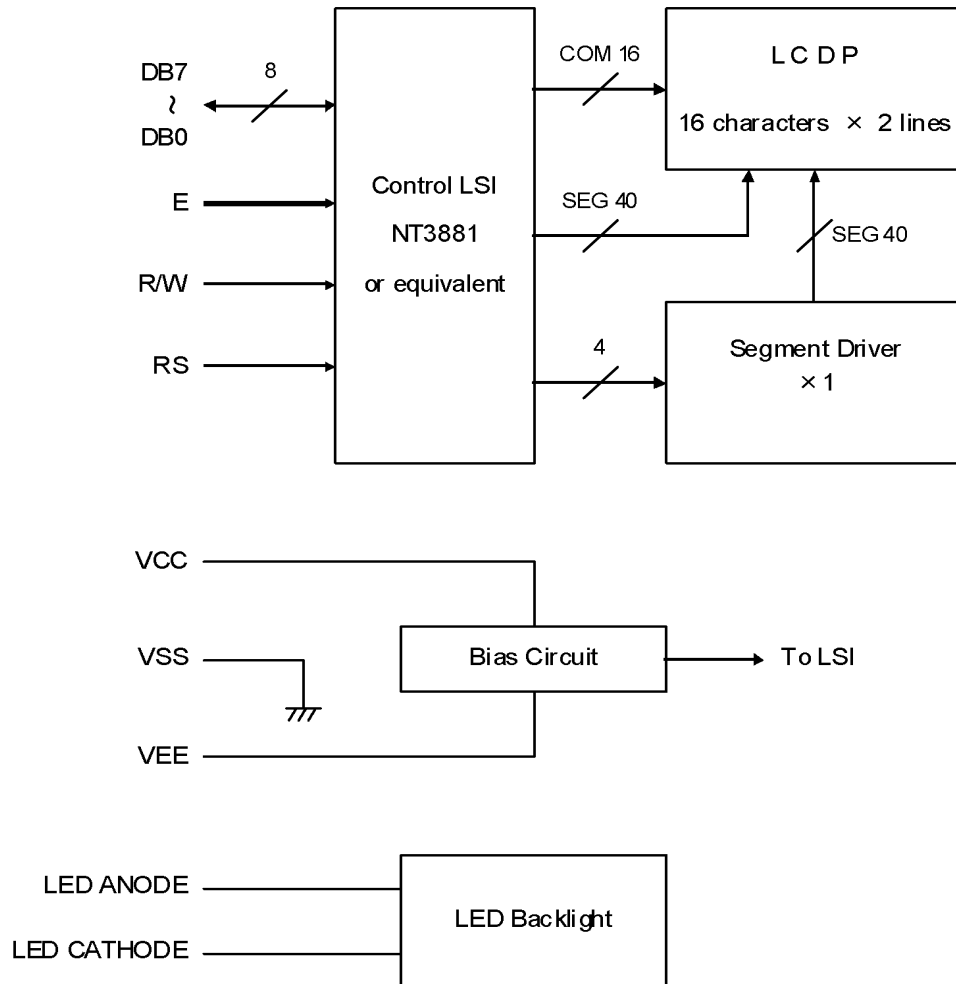 DB7
~
DB0
8
E
R/W
RS
Control LSI
NT3881
or equivalent
COM 16
SEG 40
4
L C D P
16 characters × 2 lines
SEG 40
Segment Driver
× 1
VCC
VSS
VEE
Bias Circuit
To LSI
LED ANODE
LED CATHODE
LED Backlight